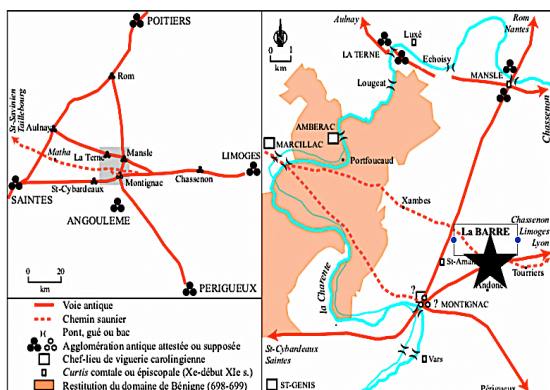 POITIERS
Rom
St-Savinien
Taillebourg
Aulnay
Matha
La Terne
Mansle
LIMOGES
St-Cybardeaux
Montignac
Chassenon
SAINTES
ANGOULEME
PERIGUEUX
0 20
km
Voie antique
Chemin saunier
Pont, gué ou bac
Agglomération antique attestée ou supposée
Chef-lieu de viguerie carolingienne
Curtis comtale ou épiscopale (Xe-début XIe s.)
Restitution du domaine de Bénigne (698-699)
Aulnay
Luxé
Rom
Nantes
0 1
km
LA TERNE
Echoisy
Lougeat
MANSLE
Chassenon
AMBERAC
MARCILLAC
Portfoucaud
Xambes
La BARRE
Chassenon
Limoges
Lyon
St-Aman
Tourriers
Andone
la Charente
? ?
MONTIGNAC
St-Cybardeaux
Saintes
Vars
ST-GENIS
Périgueux